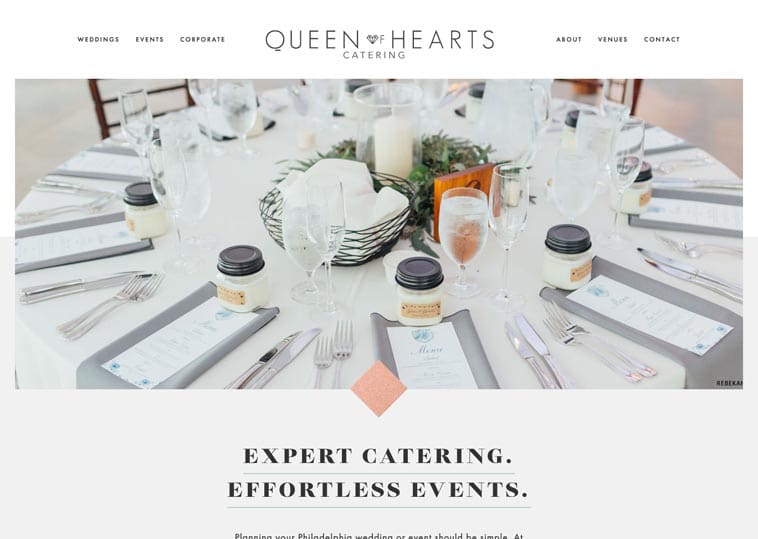 WEDDINGS EVENTS CORPORATE
QUEEN OF HEARTS
CATERING
ABOUT VENUES CONTACT
Menu
Menu
REBEKAH
EXPERT CATERING.
EFFORTLESS EVENTS.
Planning your Philadelphia wedding or event should be simple. At